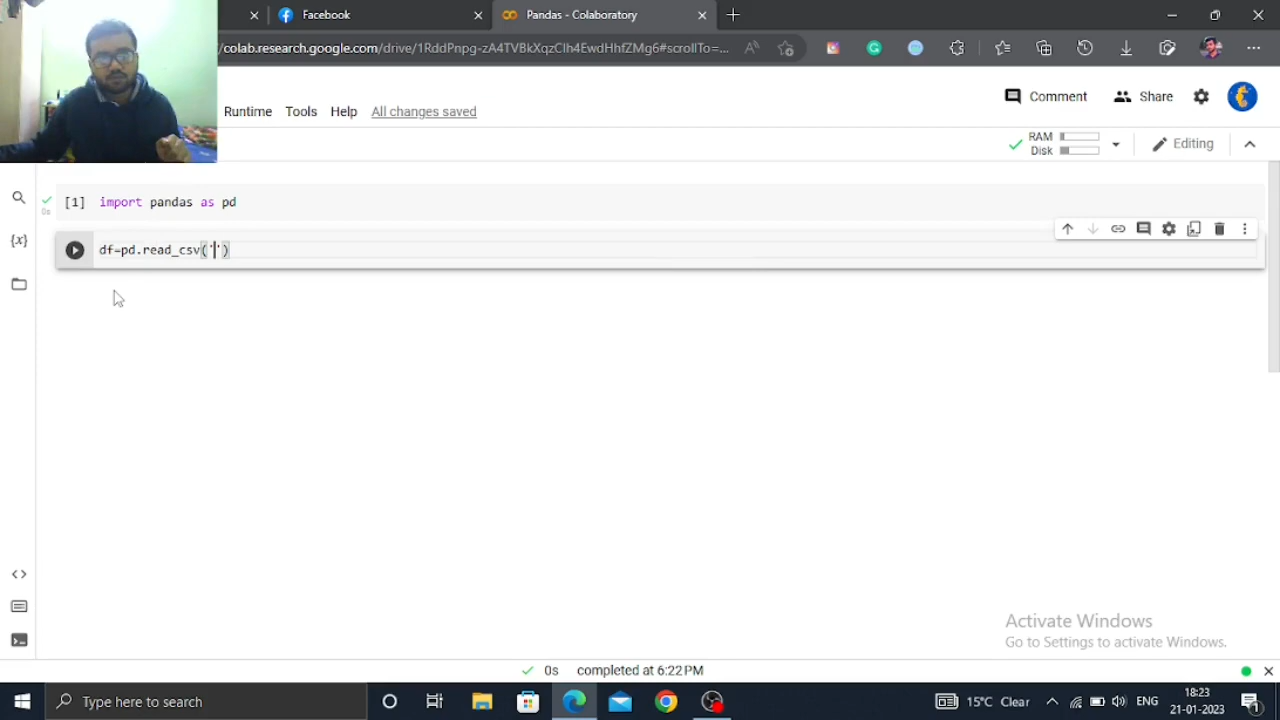 Facebook
Pandas - Colaboratory
/colab.research.google.com/drive/1RddPnpg-zA4TVBkXqzClh4EwdHhfZMg6#scrollTo=...
Comment
Share
Runtime Tools Help All changes saved
RAM
Disk
Editing
[1] import pandas as pd
df=pd.read_csv('')
{x}
Activate Windows
Go to Settings to activate Windows.
0s completed at 6:22 PM
Type here to search
15°C Clear
ENG
18:23
21-01-2023